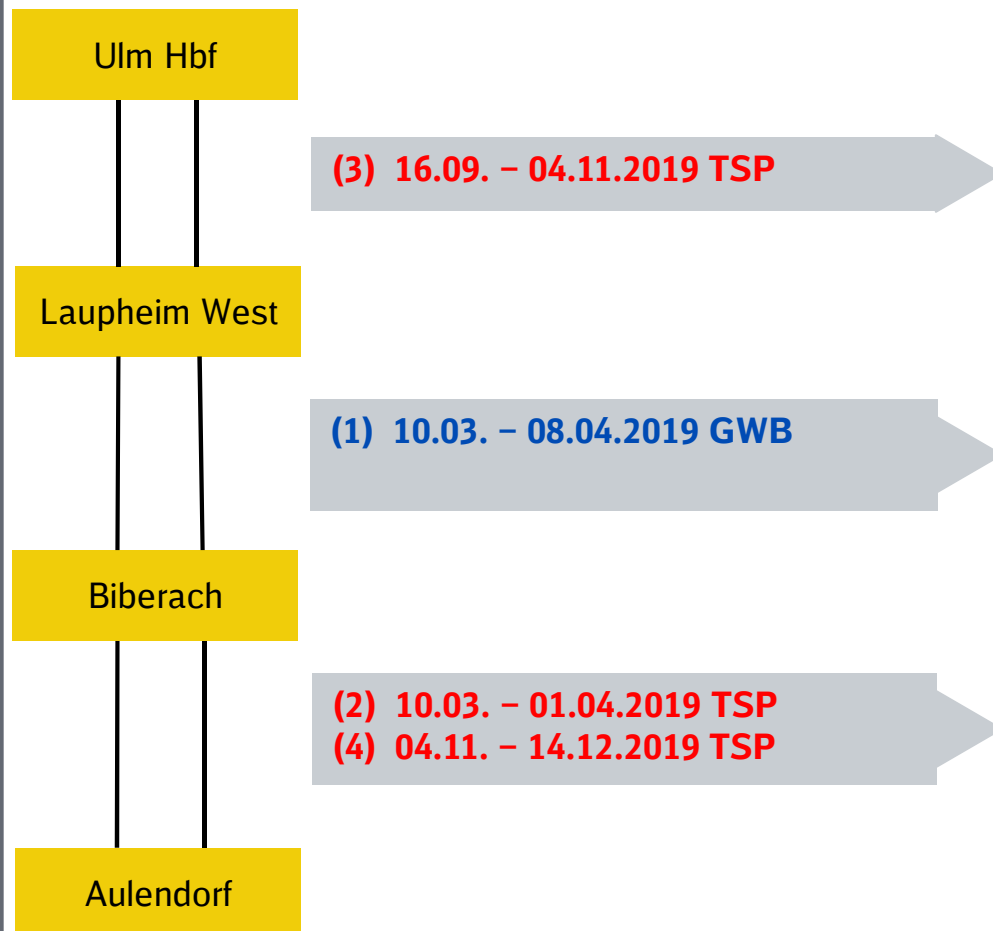 Ulm Hbf
(3) 16.09. – 04.11.2019 TSP
Laupheim West
(1) 10.03. – 08.04.2019 GWB
Biberach
(2) 10.03. – 01.04.2019 TSP
(4) 04.11. – 14.12.2019 TSP
Aulendorf